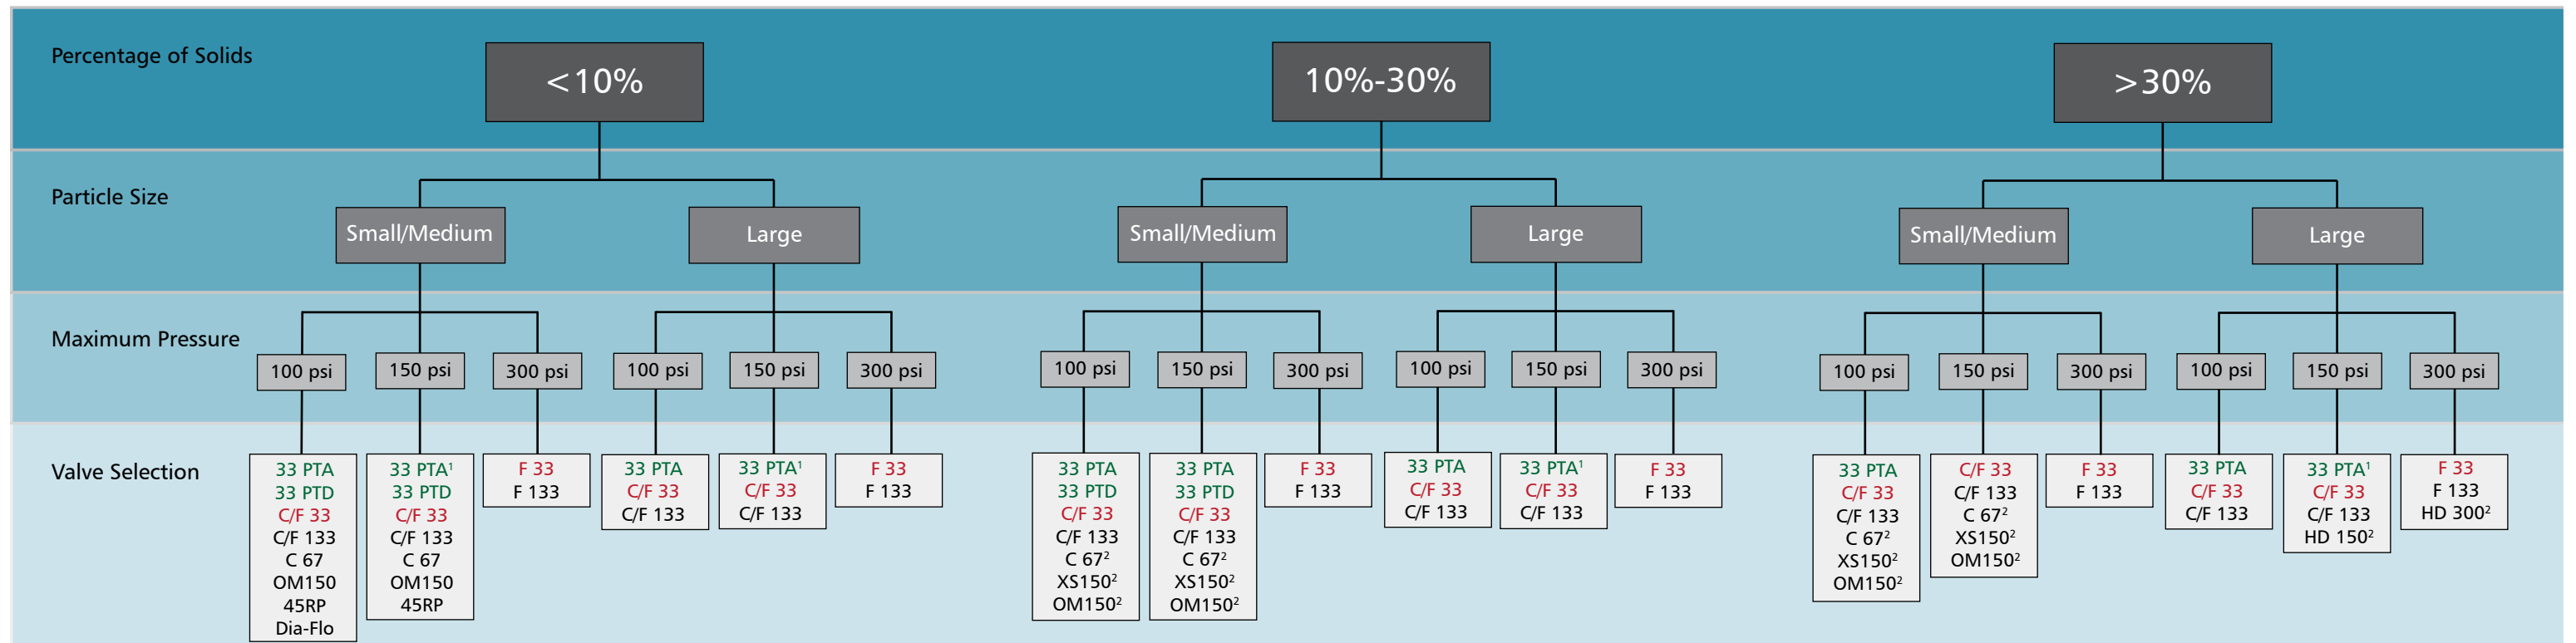 Percentage of Solids
<10%
10%-30%
>30%
Particle Size
Small/Medium
Large
Small/Medium
Large
Small/Medium
Large
Maximum Pressure
100 psi
150 psi
300 psi
100 psi
150 psi
300 psi
100 psi
150 psi
300 psi
100 psi
150 psi
300 psi
100 psi
150 psi
300 psi
100 psi
150 psi
300 psi
Valve Selection
33 PTA
33 PTD
C/F 33
C/F 133
C 67
OM150
45RP
Dia-Flo
33 PTA¹
33 PTD
C/F 33
C/F 133
C 67
OM150
45RP
F 33
F 133
33 PTA
C/F 33
C/F 133
33 PTA¹
C/F 33
C/F 133
F 33
F 133
33 PTA
33 PTD
C/F 33
C/F 133
C 67²
XS150²
OM150²
33 PTA
33 PTD
C/F 33
C/F 133
C 67²
XS150²
OM150²
F 33
F 133
33 PTA
C/F 33
C/F 133
33 PTA¹
C/F 33
C/F 133
F 33
F 133
33 PTA
C/F 33
C/F 133
C 67²
XS150²
OM150²
C/F 33
C/F 133
C 67²
XS150²
OM150²
F 33
F 133
33 PTA
C/F 33
C/F 133
33 PTA¹
C/F 33
C/F 133
HD 150²
F 33
F 133
HD 300²